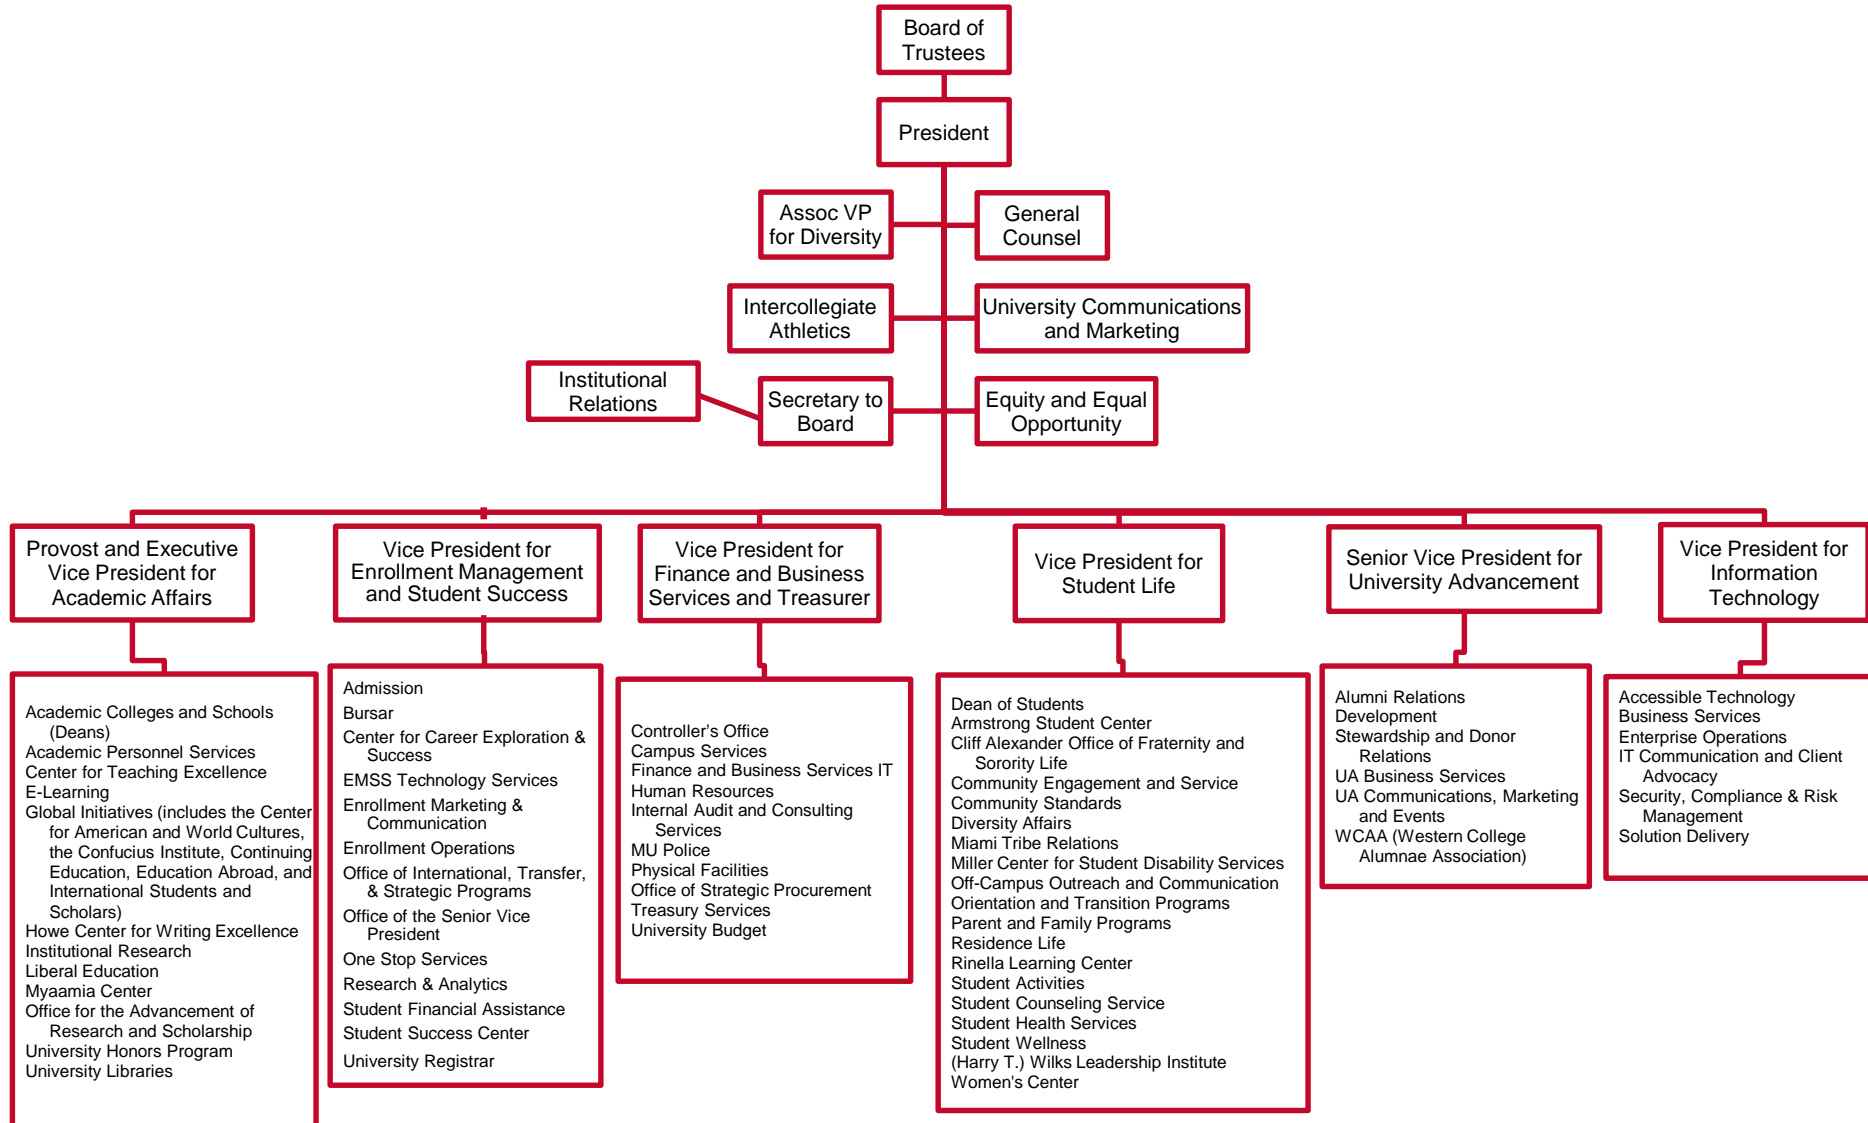 Board of
Trustees
President
Assoc VP
for Diversity
General
Counsel
Intercollegiate
Athletics
University Communications
and Marketing
Institutional
Relations
Secretary to
Board
Equity and Equal
Opportunity
Provost and Executive
Vice President for
Academic Affairs
Vice President for
Enrollment Management
and Student Success
Vice President for
Finance and Business
Services and Treasurer
Vice President for
Student Life
Senior Vice President for
University Advancement
Vice President for
Information
Technology
Academic Colleges and Schools
(Deans)
Academic Personnel Services
Center for Teaching Excellence
E-Learning
Global Initiatives (includes the Center
for American and World Cultures,
the Confucius Institute, Continuing
Education, Education Abroad, and
International Students and
Scholars)
Howe Center for Writing Excellence
Institutional Research
Liberal Education
Myaamia Center
Office for the Advancement of
Research and Scholarship
University Honors Program
University Libraries
Admission
Bursar
Center for Career Exploration &
Success
EMSS Technology Services
Enrollment Marketing &
Communication
Enrollment Operations
Office of International, Transfer,
& Strategic Programs
Office of the Senior Vice
President
One Stop Services
Research & Analytics
Student Financial Assistance
Student Success Center
University Registrar
Controller's Office
Campus Services
Finance and Business Services IT
Human Resources
Internal Audit and Consulting
Services
MU Police
Physical Facilities
Office of Strategic Procurement
Treasury Services
University Budget
Dean of Students
Armstrong Student Center
Cliff Alexander Office of Fraternity and
Sorority Life
Community Engagement and Service
Community Standards
Diversity Affairs
Miami Tribe Relations
Miller Center for Student Disability Services
Off-Campus Outreach and Communication
Orientation and Transition Programs
Parent and Family Programs
Residence Life
Rinella Learning Center
Student Activities
Student Counseling Service
Student Health Services
Student Wellness
(Harry T.) Wilks Leadership Institute
Women's Center
Alumni Relations
Development
Stewardship and Donor
Relations
UA Business Services
UA Communications, Marketing
and Events
WCAA (Western College
Alumnae Association)
Accessible Technology
Business Services
Enterprise Operations
IT Communication and Client
Advocacy
Security, Compliance & Risk
Management
Solution Delivery